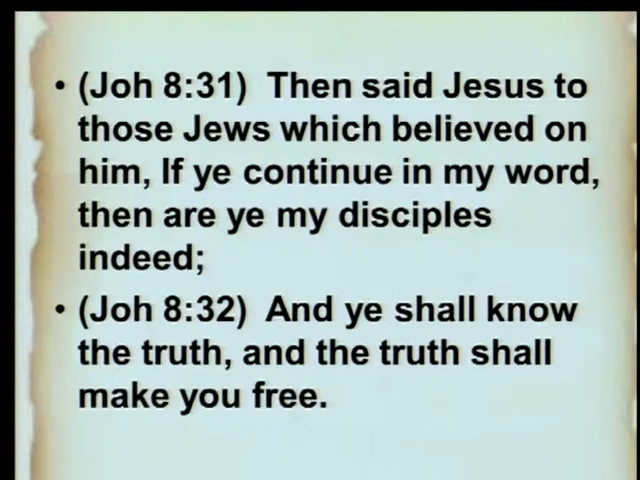 • (Joh 8:31)  Then said Jesus to
those Jews which believed on
him, If ye continue in my word,
then are ye my disciples
indeed;
• (Joh 8:32)  And ye shall know
the truth, and the truth shall
make you free.